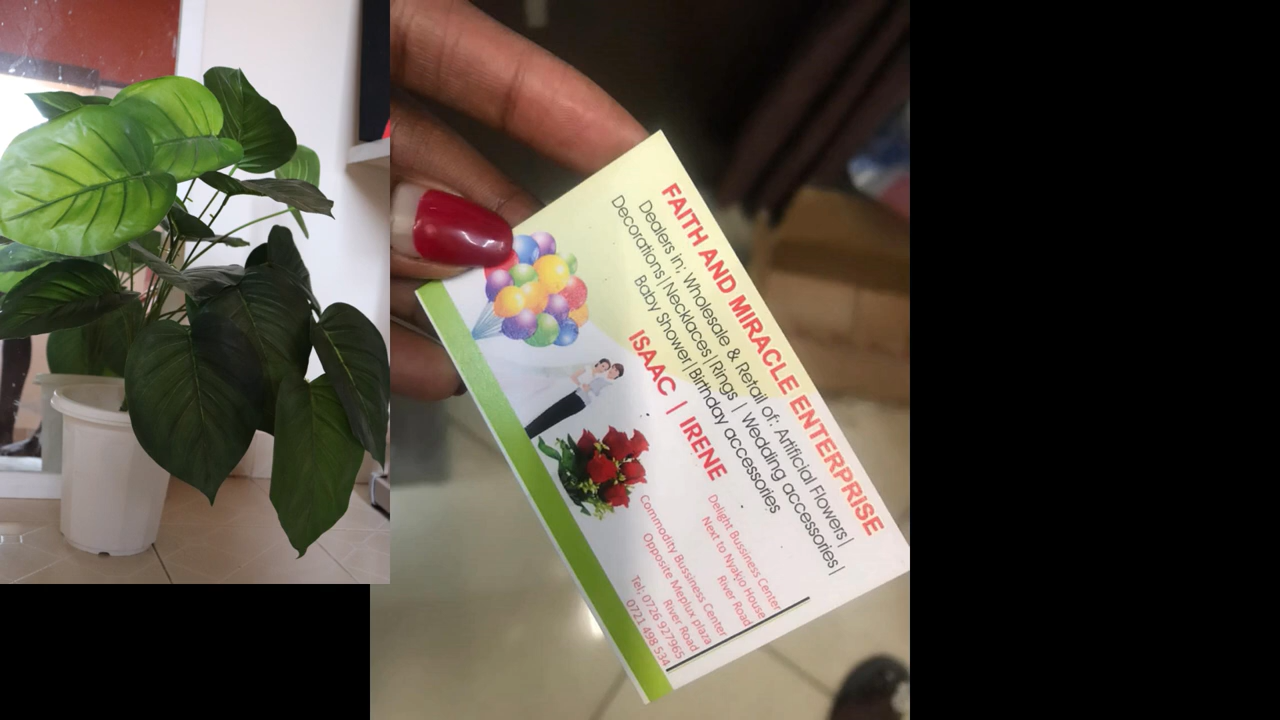 FAITH AND MIRACLE ENTERPRISE
Dealers in; Wholesale & Retail of: Artificial Flowers|
Decorations|Necklaces|Rings | Wedding accessories|
Baby Shower|Birthday accessories
ISAAC | IRENE
Delight Bussiness Center
Next to Nyakio House
River Road
Commodity Bussiness Center
Opposite Meplux plaza
River Road
Tel; 0726 927965
0721 498 534